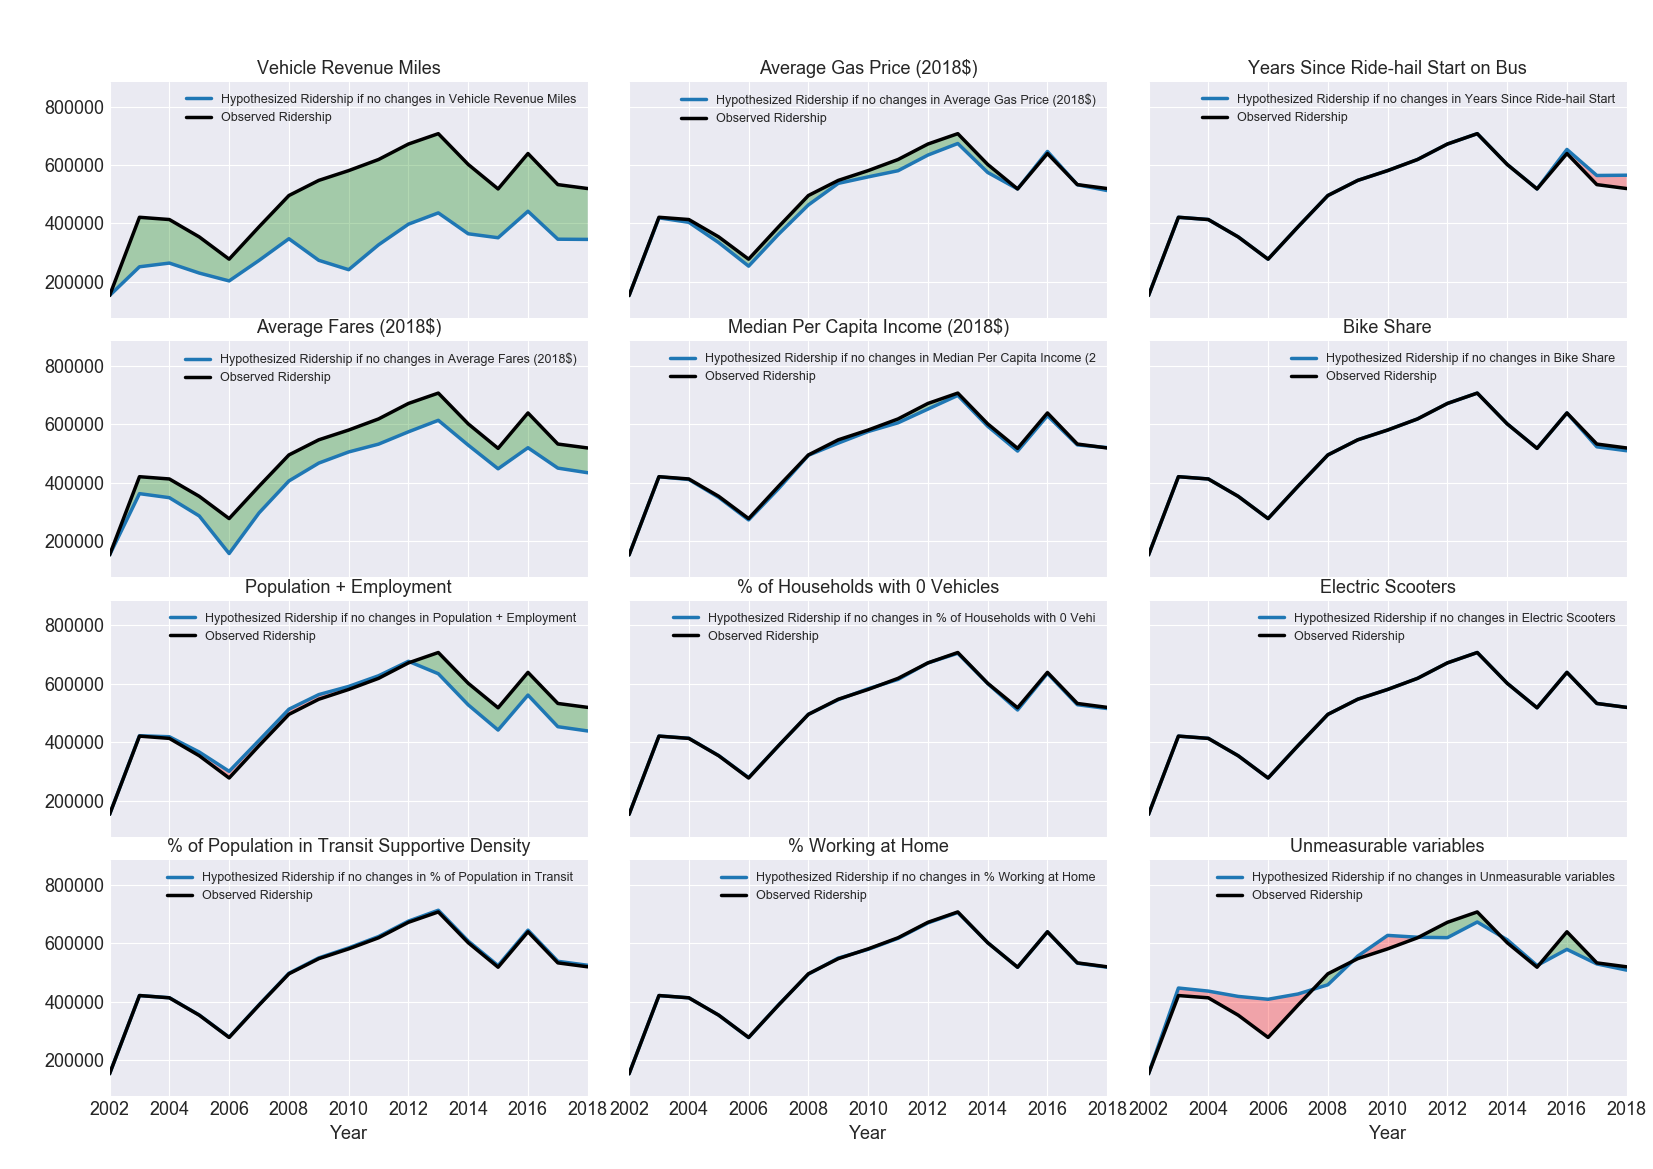 Vehicle Revenue Miles
800000
600000
400000
200000
Hypothesized Ridership if no changes in Vehicle Revenue Miles
Observed Ridership
Average Gas Price (2018$)
Hypothesized Ridership if no changes in Average Gas Price (2018$)
Observed Ridership
Years Since Ride-hail Start on Bus
Hypothesized Ridership if no changes in Years Since Ride-hail Start
Observed Ridership
Average Fares (2018$)
800000
600000
400000
200000
Hypothesized Ridership if no changes in Average Fares (2018$)
Observed Ridership
Median Per Capita Income (2018$)
Hypothesized Ridership if no changes in Median Per Capita Income (2
Observed Ridership
Bike Share
Hypothesized Ridership if no changes in Bike Share
Observed Ridership
Population + Employment
800000
600000
400000
200000
Hypothesized Ridership if no changes in Population + Employment
Observed Ridership
% of Households with 0 Vehicles
Hypothesized Ridership if no changes in % of Households with 0 Vehi
Observed Ridership
Electric Scooters
Hypothesized Ridership if no changes in Electric Scooters
Observed Ridership
% of Population in Transit Supportive Density
800000
600000
400000
200000
Hypothesized Ridership if no changes in % of Population in Transit
Observed Ridership
2002 2004 2006 2008 2010 2012 2014 2016 2018
Year
% Working at Home
Hypothesized Ridership if no changes in % Working at Home
Observed Ridership
2002 2004 2006 2008 2010 2012 2014 2016 2018
Year
Unmeasurable variables
Hypothesized Ridership if no changes in Unmeasurable variables
Observed Ridership
2002 2004 2006 2008 2010 2012 2014 2016 2018
Year